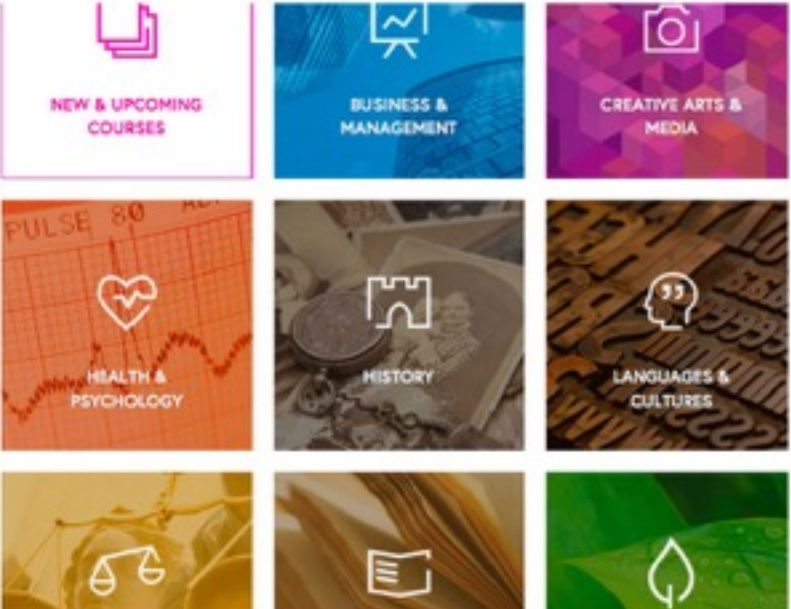 NEW & UPCOMING
COURSES
BUSINESS &
MANAGEMENT
CREATIVE ARTS &
MEDIA
PULSE 80
HEALTH &
PSYCHOLOGY
HISTORY
LANGUAGES &
CULTURES